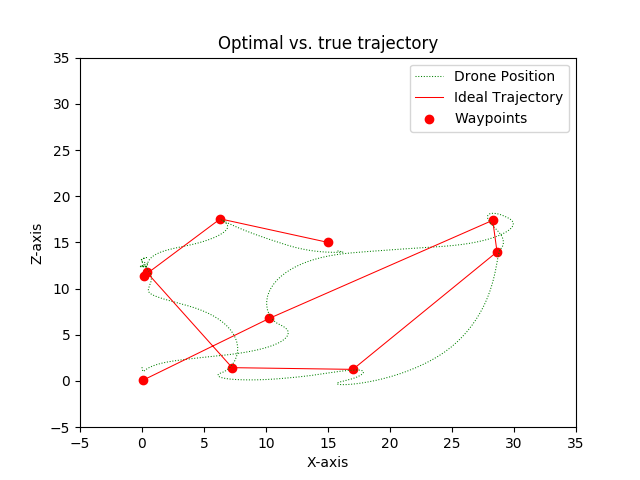 Optimal vs. true trajectory
Drone Position
Ideal Trajectory
Waypoints
Z-axis
35
30
25
20
15
10
5
0
−5
−5 0 5 10 15 20 25 30 35
X-axis